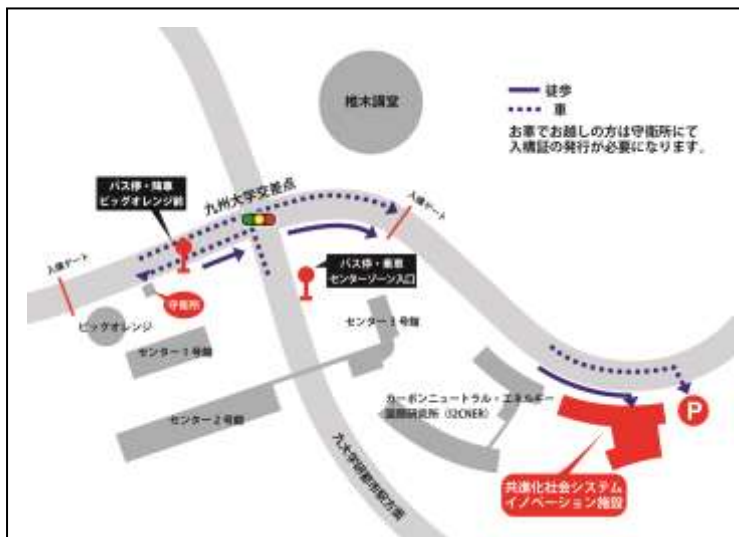 椎木講堂
徒歩
車
お車でお越しの方は守衛所にて
入構証の発行が必要になります。
バス停・降車
ビッグオレンジ前
九州大学交差点
入構ゲート
入構ゲート
バス停・乗車
センターゾーン入口
守衛所
ビッグオレンジ
センター1号館
センター3号館
センター2号館
カーボンニュートラル・エネルギー
国際研究所（I2CNER）
P
共進化社会システム
イノベーション施設
九大学研都市駅方面